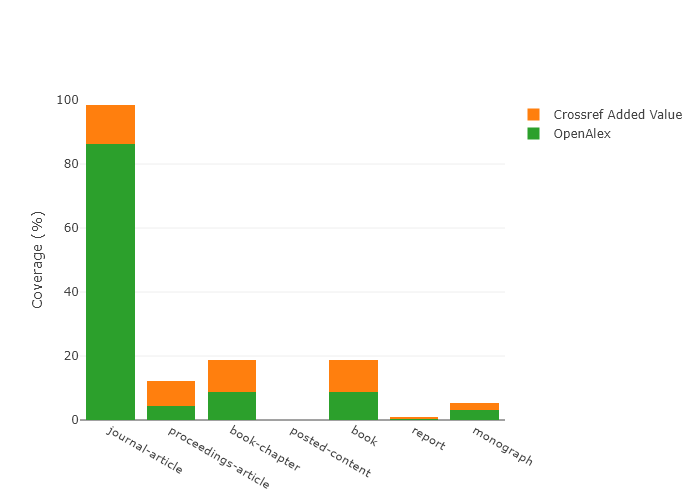 Crossref Added Value
OpenAlex
Coverage (%)
100
80
60
40
20
0
journal-article
proceedings-article
book-chapter
posted-content
book
report
monograph